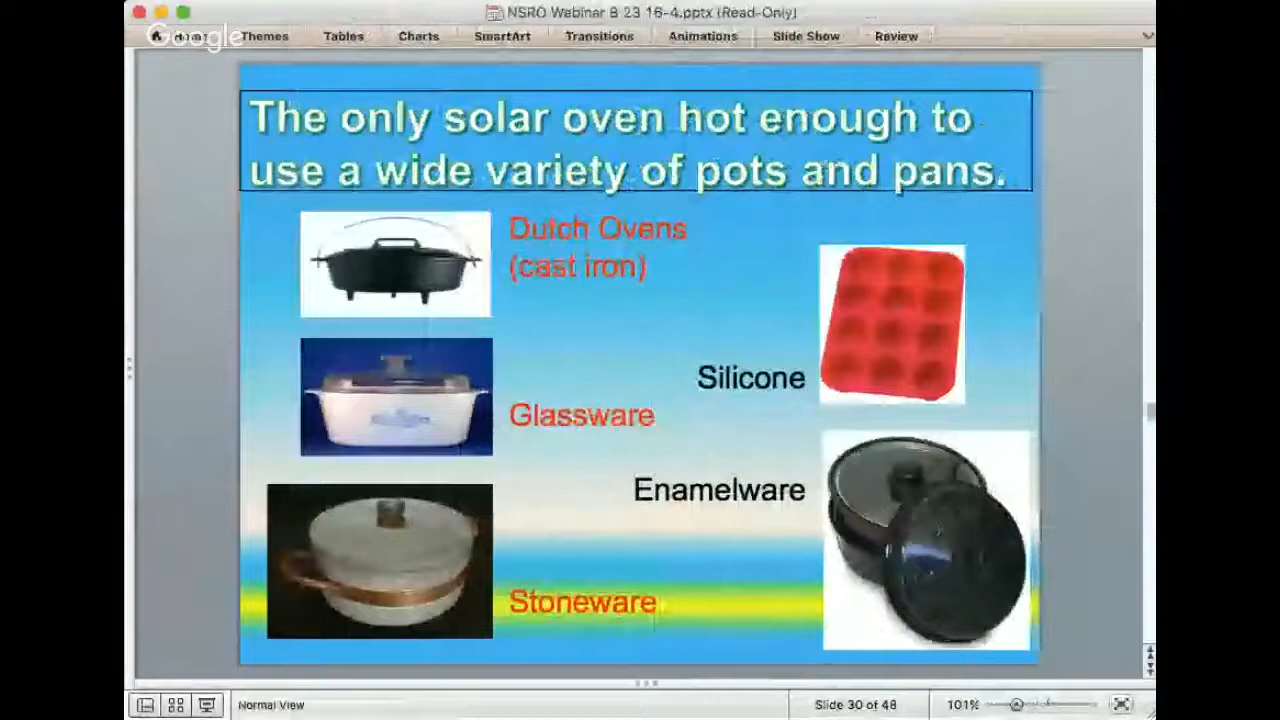 NSRO Webinar 8 23 16-4.pptx (Read-Only)
Google
Home Themes Tables Charts SmartArt Transitions Animations Slide Show Review
The only solar oven hot enough to
use a wide variety of pots and pans.
Dutch Ovens
(cast iron)
Silicone
Glassware
Enamelware
Stoneware
Normal View Slide 30 of 48 101%